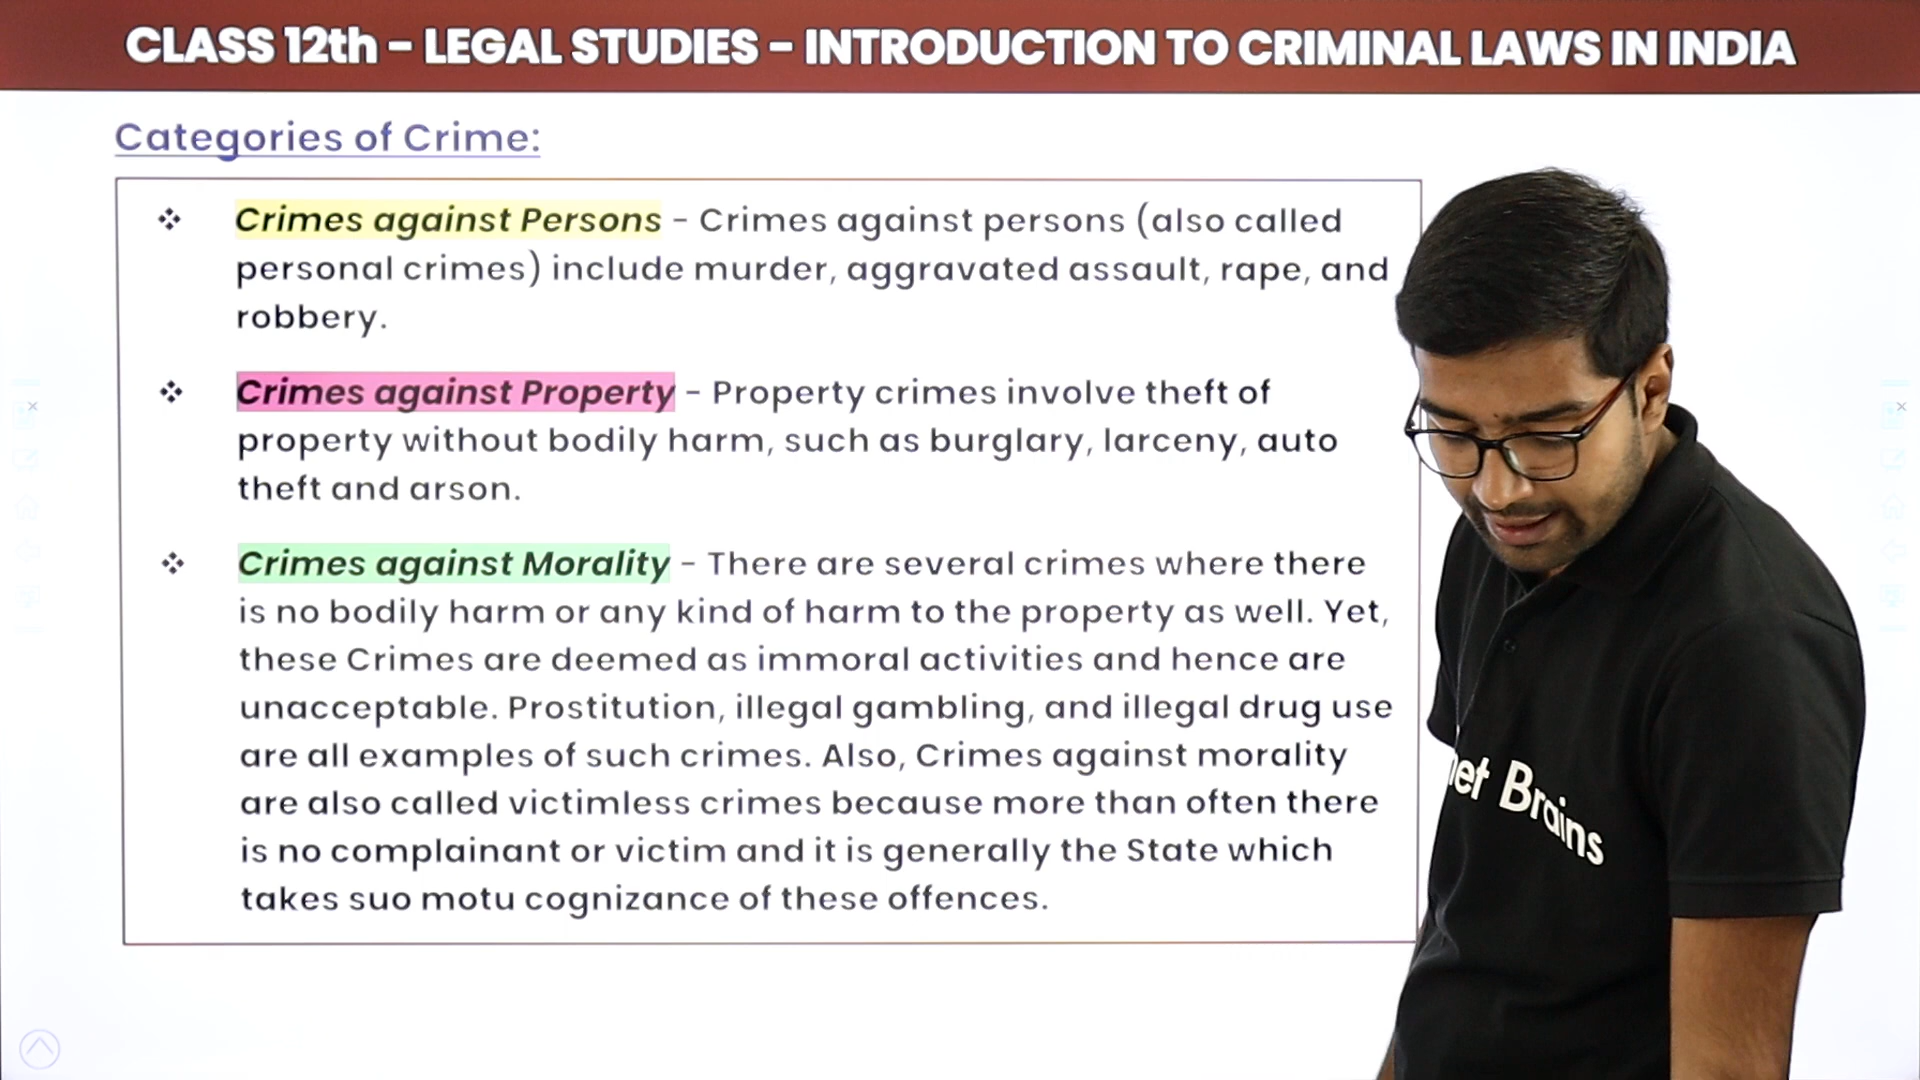 CLASS 12th – LEGAL STUDIES – INTRODUCTION TO CRIMINAL LAWS IN INDIA
Categories of Crime:
❖ Crimes against Persons – Crimes against persons (also called
personal crimes) include murder, aggravated assault, rape, and
robbery.
❖ Crimes against Property – Property crimes involve theft of
property without bodily harm, such as burglary, larceny, auto
theft and arson.
❖ Crimes against Morality – There are several crimes where there
is no bodily harm or any kind of harm to the property as well. Yet,
these Crimes are deemed as immoral activities and hence are
unacceptable. Prostitution, illegal gambling, and illegal drug use
are all examples of such crimes. Also, Crimes against morality
are also called victimless crimes because more than often there
is no complainant or victim and it is generally the State which
takes suo motu cognizance of these offences.
net Brains